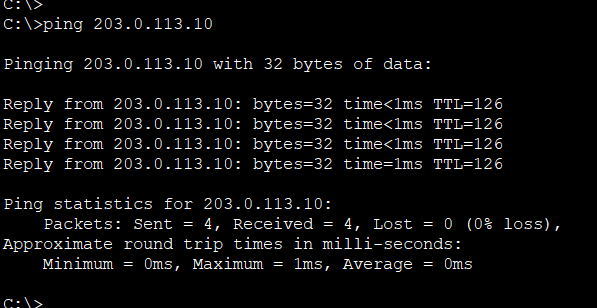 C:\>
C:\>ping 203.0.113.10
Pinging 203.0.113.10 with 32 bytes of data:
Reply from 203.0.113.10: bytes=32 time<1ms TTL=126
Reply from 203.0.113.10: bytes=32 time<1ms TTL=126
Reply from 203.0.113.10: bytes=32 time<1ms TTL=126
Reply from 203.0.113.10: bytes=32 time=1ms TTL=126
Ping statistics for 203.0.113.10:
    Packets: Sent = 4, Received = 4, Lost = 0 (0% loss),
Approximate round trip times in milli-seconds:
    Minimum = 0ms, Maximum = 1ms, Average = 0ms
C:\>